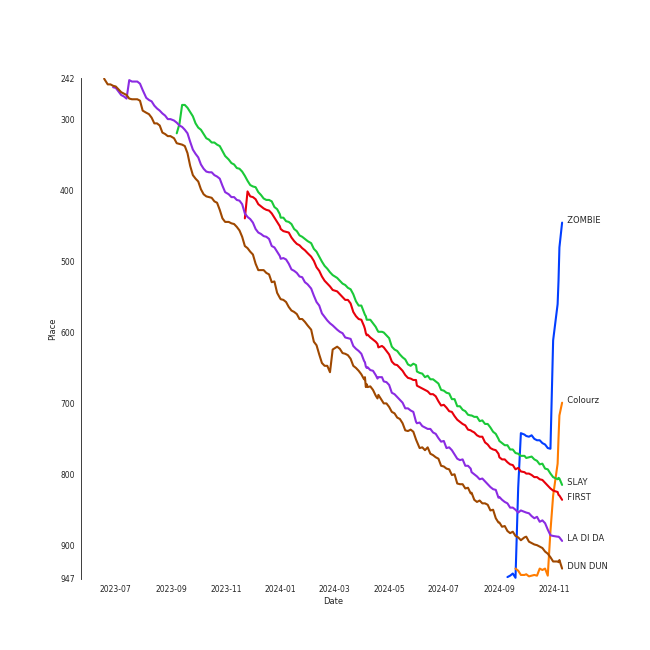 242
300
400
500
600
700
800
900
947
Place
2023-07
2023-09
2023-11
2024-01
2024-03
2024-05
2024-07
2024-09
2024-11
Date
ZOMBIE
Colourz
SLAY
FIRST
LA DI DA
DUN DUN